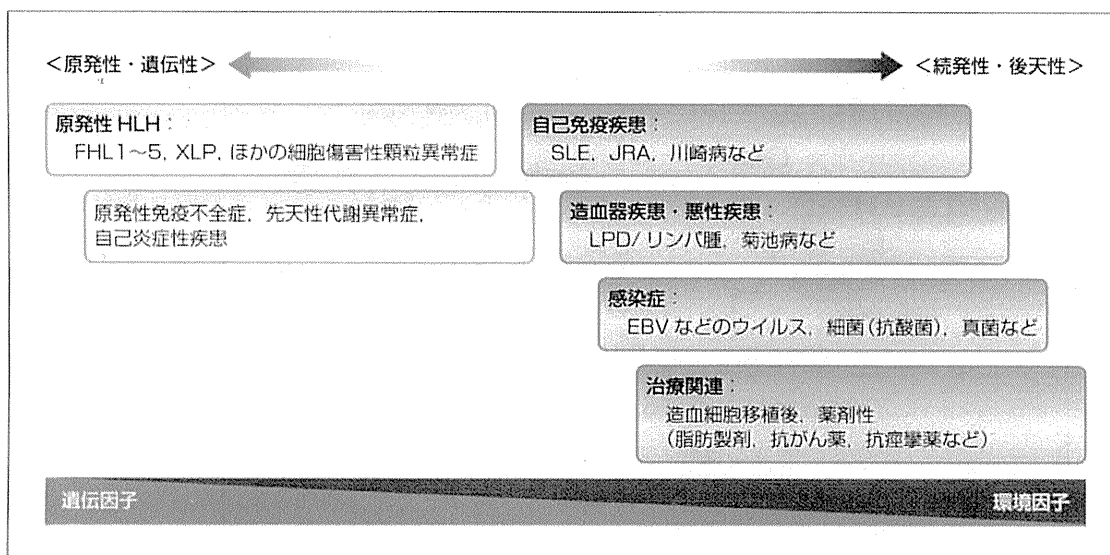 <原発性・遺伝性>
<続発性・後天性>
原発性 HLH：
FHL1～5，XLP，ほかの細胞傷害性顆粒異常症
原発性免疫不全症，先天性代謝異常症，
自己炎症性疾患
自己免疫疾患：
SLE，JRA，川崎病など
造血器疾患・悪性疾患：
LPD/リンパ腫，菊池病など
感染症：
EBV などのウイルス，細菌(抗酸菌)，真菌など
治療関連：
造血細胞移植後，薬剤性
(脂肪製剤，抗がん薬，抗痙攣薬など)
遺伝因子
環境因子